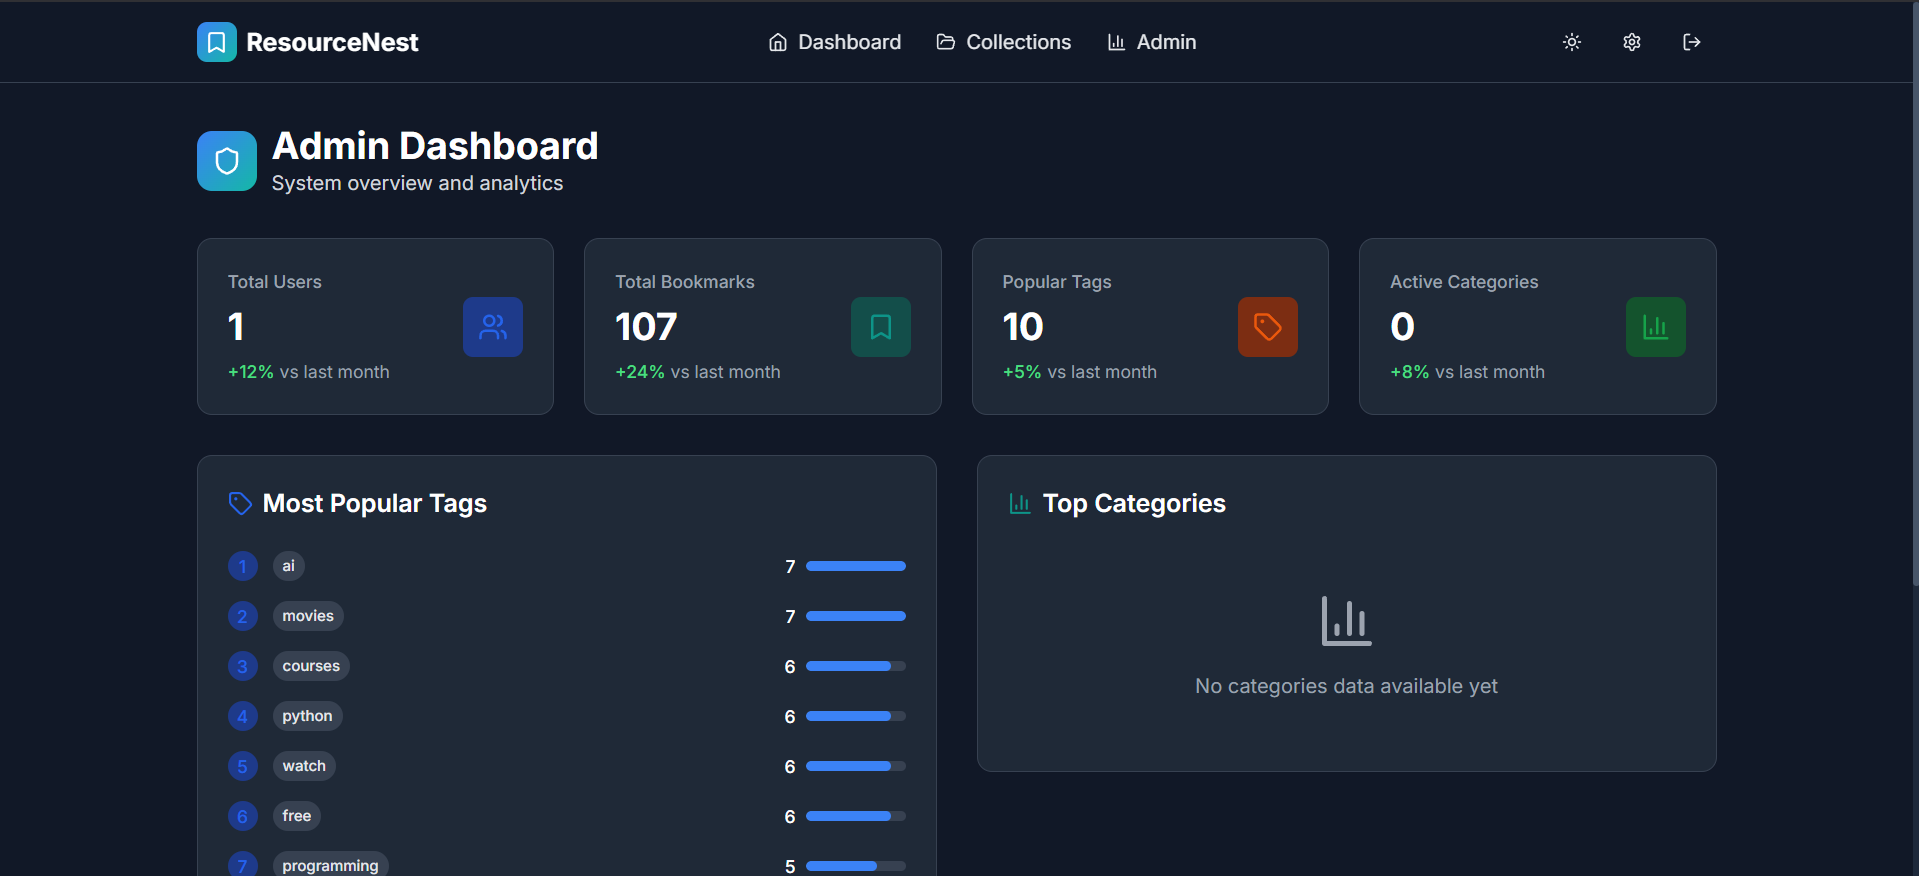 ResourceNest
Dashboard
Collections
Admin
Admin Dashboard
System overview and analytics
Total Users
1
+12% vs last month
Total Bookmarks
107
+24% vs last month
Popular Tags
10
+5% vs last month
Active Categories
0
+8% vs last month
Most Popular Tags
1 ai 7
2 movies 7
3 courses 6
4 python 6
5 watch 6
6 free 6
7 programming 5
Top Categories
No categories data available yet